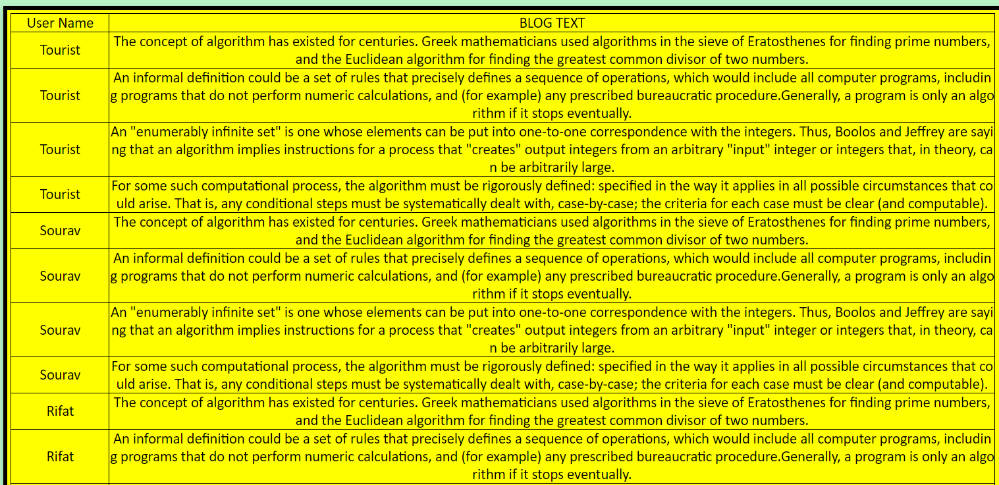 User Name BLOG TEXT
Tourist
The concept of algorithm has existed for centuries. Greek mathematicians used algorithms in the sieve of Eratosthenes for finding prime numbers,
and the Euclidean algorithm for finding the greatest common divisor of two numbers.
Tourist
An informal definition could be a set of rules that precisely defines a sequence of operations, which would include all computer programs, includin
g programs that do not perform numeric calculations, and (for example) any prescribed bureaucratic procedure.Generally, a program is only an algo
rithm if it stops eventually.
Tourist
An "enumerably infinite set" is one whose elements can be put into one-to-one correspondence with the integers. Thus, Boolos and Jeffrey are sayi
ng that an algorithm implies instructions for a process that "creates" output integers from an arbitrary "input" integer or integers that, in theory, ca
n be arbitrarily large.
Tourist
For some such computational process, the algorithm must be rigorously defined: specified in the way it applies in all possible circumstances that co
uld arise. That is, any conditional steps must be systematically dealt with, case-by-case; the criteria for each case must be clear (and computable).
Sourav
The concept of algorithm has existed for centuries. Greek mathematicians used algorithms in the sieve of Eratosthenes for finding prime numbers,
and the Euclidean algorithm for finding the greatest common divisor of two numbers.
Sourav
An informal definition could be a set of rules that precisely defines a sequence of operations, which would include all computer programs, includin
g programs that do not perform numeric calculations, and (for example) any prescribed bureaucratic procedure.Generally, a program is only an algo
rithm if it stops eventually.
Sourav
An "enumerably infinite set" is one whose elements can be put into one-to-one correspondence with the integers. Thus, Boolos and Jeffrey are sayi
ng that an algorithm implies instructions for a process that "creates" output integers from an arbitrary "input" integer or integers that, in theory, ca
n be arbitrarily large.
Sourav
For some such computational process, the algorithm must be rigorously defined: specified in the way it applies in all possible circumstances that co
uld arise. That is, any conditional steps must be systematically dealt with, case-by-case; the criteria for each case must be clear (and computable).
Rifat
The concept of algorithm has existed for centuries. Greek mathematicians used algorithms in the sieve of Eratosthenes for finding prime numbers,
and the Euclidean algorithm for finding the greatest common divisor of two numbers.
Rifat
An informal definition could be a set of rules that precisely defines a sequence of operations, which would include all computer programs, includin
g programs that do not perform numeric calculations, and (for example) any prescribed bureaucratic procedure.Generally, a program is only an algo
rithm if it stops eventually.